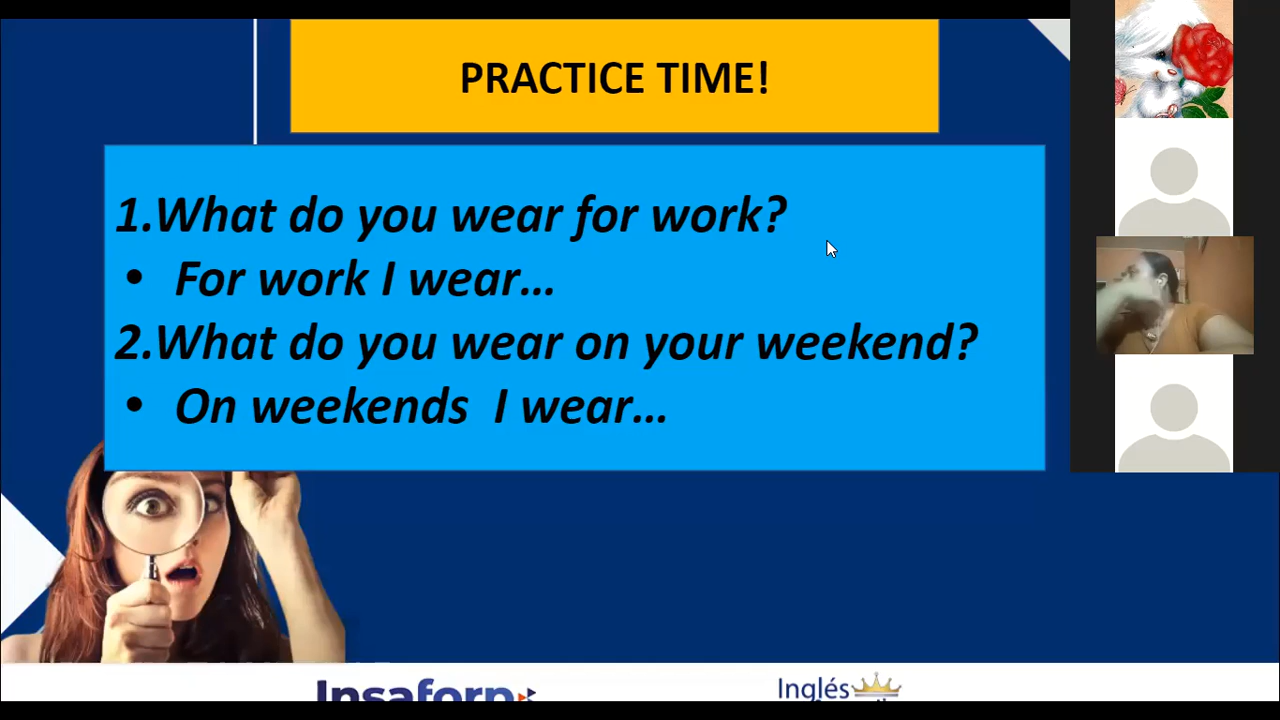 PRACTICE TIME!
1.What do you wear for work?
• For work I wear...
2.What do you wear on your weekend?
• On weekends I wear...
Insaforp
Inglés